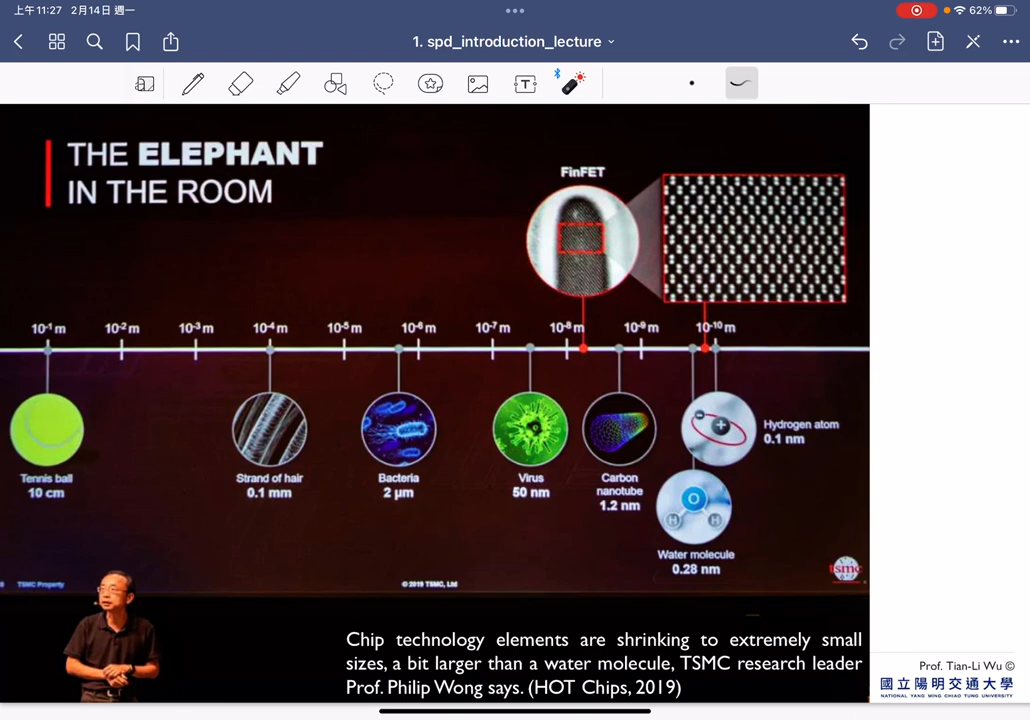 上午11:27 2月14日 週一
62%
1. spd_introduction_lecture
THE ELEPHANT
IN THE ROOM
FinFET
10-1 m 10-2 m 10-3 m 10-4 m 10-5 m 10-6 m 10-7 m 10-8 m 10-9 m 10-10 m
Tennis ball
10 cm
Strand of hair
0.1 mm
Bacteria
2 μm
Virus
50 nm
Carbon
nanotube
1.2 nm
Hydrogen atom
0.1 nm
O
H H
Water molecule
0.28 nm
TSMC Property
© 2019 TSMC, Ltd
tsmc
Chip technology elements are shrinking to extremely small
sizes, a bit larger than a water molecule, TSMC research leader
Prof. Philip Wong says. (HOT Chips, 2019)
Prof. Tian-Li Wu ©
國立陽明交通大學
NATIONAL YANG MING CHIAO TUNG UNIVERSITY